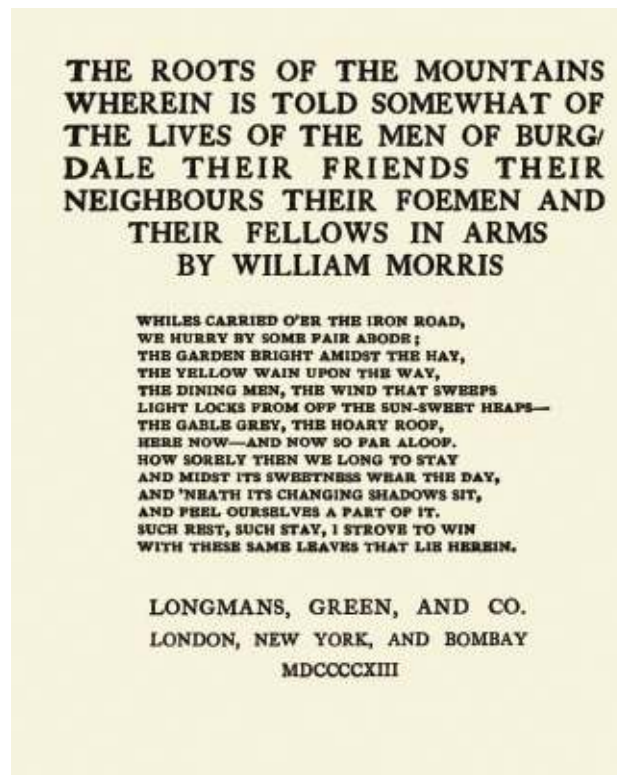 THE ROOTS OF THE MOUNTAINS
WHEREIN IS TOLD SOMEWHAT OF
THE LIVES OF THE MEN OF BURG/
DALE THEIR FRIENDS THEIR
NEIGHBOURS THEIR FOEMEN AND
THEIR FELLOWS IN ARMS
BY WILLIAM MORRIS
WHILES CARRIED O'ER THE IRON ROAD,
WE HURRY BY SOME FAIR ABODE;
THE GARDEN BRIGHT AMIDST THE HAY,
THE YELLOW WAIN UPON THE WAY,
THE DINING MEN, THE WIND THAT SWEEPS
LIGHT LOCKS FROM OFF THE SUN-SWEET HEAPS—
THE GABLE GREY, THE HOARY ROOF,
HERE NOW—AND NOW SO FAR ALOOF.
HOW SORELY THEN WE LONG TO STAY
AND MIDST ITS SWEETNESS WEAR THE DAY,
AND 'NEATH ITS CHANGING SHADOWS SIT,
AND FEEL OURSELVES A PART OF IT.
SUCH REST, SUCH STAY, I STROVE TO WIN
WITH THESE SAME LEAVES THAT LIE HEREIN.
LONGMANS, GREEN, AND CO.
LONDON, NEW YORK, AND BOMBAY
MDCCCCXIII